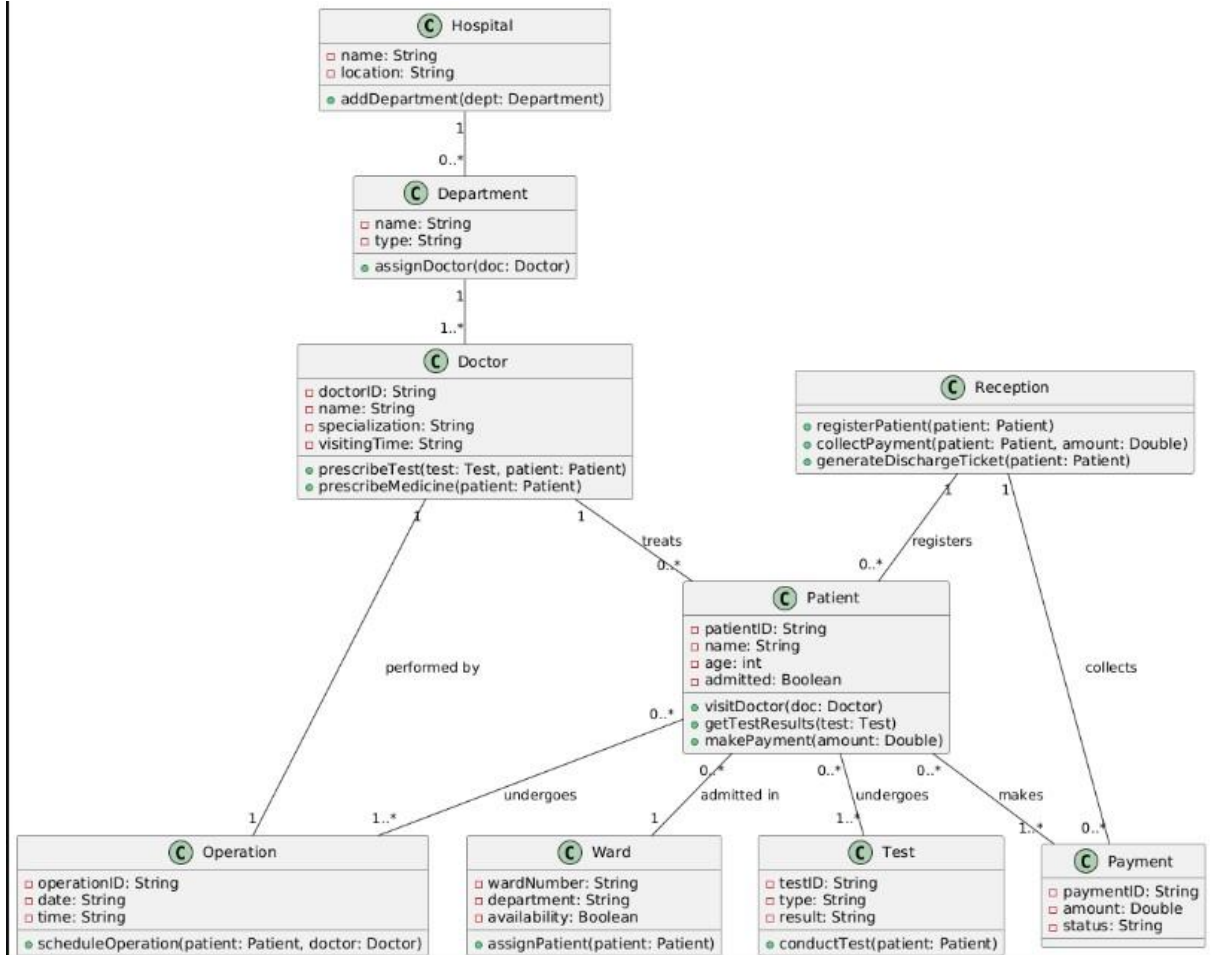 C Hospital
name: String
location: String
addDepartment(dept: Department)
1
0..*
C Department
name: String
type: String
assignDoctor(doc: Doctor)
1
1..*
C Doctor
doctorID: String
name: String
specialization: String
visitingTime: String
prescribeTest(test: Test, patient: Patient)
prescribeMedicine(patient: Patient)
C Reception
registerPatient(patient: Patient)
collectPayment(patient: Patient, amount: Double)
generateDischargeTicket(patient: Patient)
1
1
1
1
treats
registers
0..*
0..*
C Patient
patientID: String
name: String
age: int
admitted: Boolean
visitDoctor(doc: Doctor)
getTestResults(test: Test)
makePayment(amount: Double)
performed by
collects
0..*
0..*
0..*
0..*
undergoes
admitted in
undergoes
makes
1
1..*
1
1..*
1..*
0..*
C Operation
operationID: String
date: String
time: String
scheduleOperation(patient: Patient, doctor: Doctor)
C Ward
wardNumber: String
department: String
availability: Boolean
assignPatient(patient: Patient)
C Test
testID: String
type: String
result: String
conductTest(patient: Patient)
C Payment
paymentID: String
amount: Double
status: String